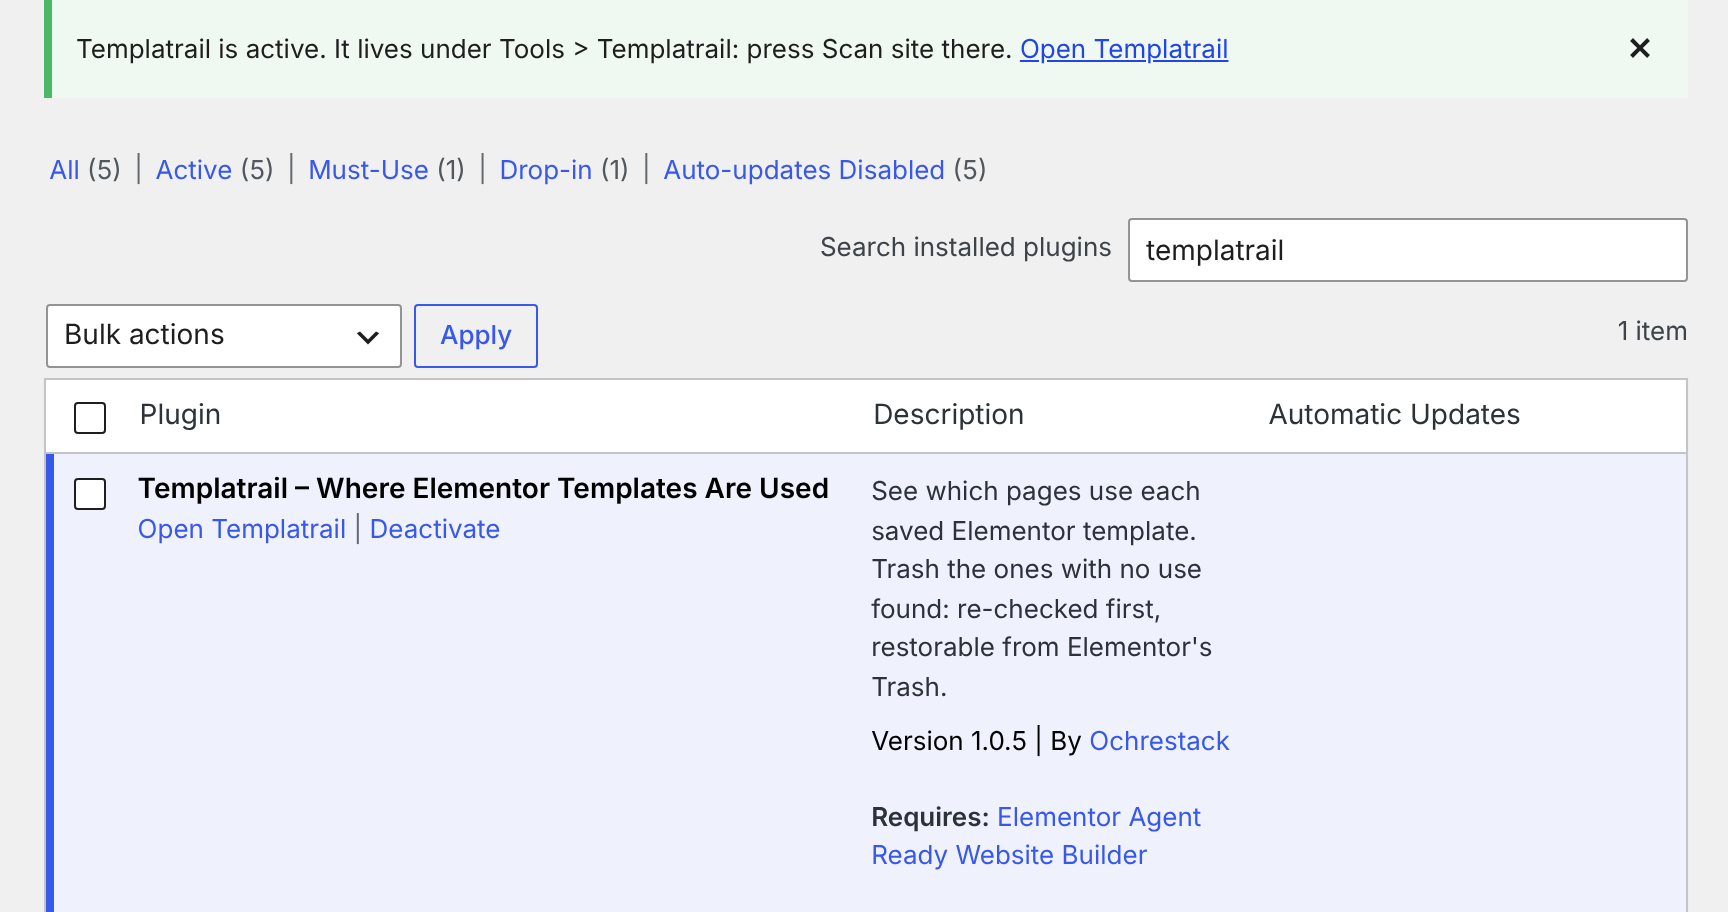 Templatrail is active. It lives under Tools > Templatrail: press Scan site there. Open Templatrail
All (5) | Active (5) | Must-Use (1) | Drop-in (1) | Auto-updates Disabled (5)
Search installed plugins templatrail
Bulk actions Apply 1 item
Plugin Description Automatic Updates
Templatrail – Where Elementor Templates Are Used
Open Templatrail | Deactivate
See which pages use each
saved Elementor template.
Trash the ones with no use
found: re-checked first,
restorable from Elementor's
Trash.
Version 1.0.5 | By Ochrestack
Requires: Elementor Agent
Ready Website Builder